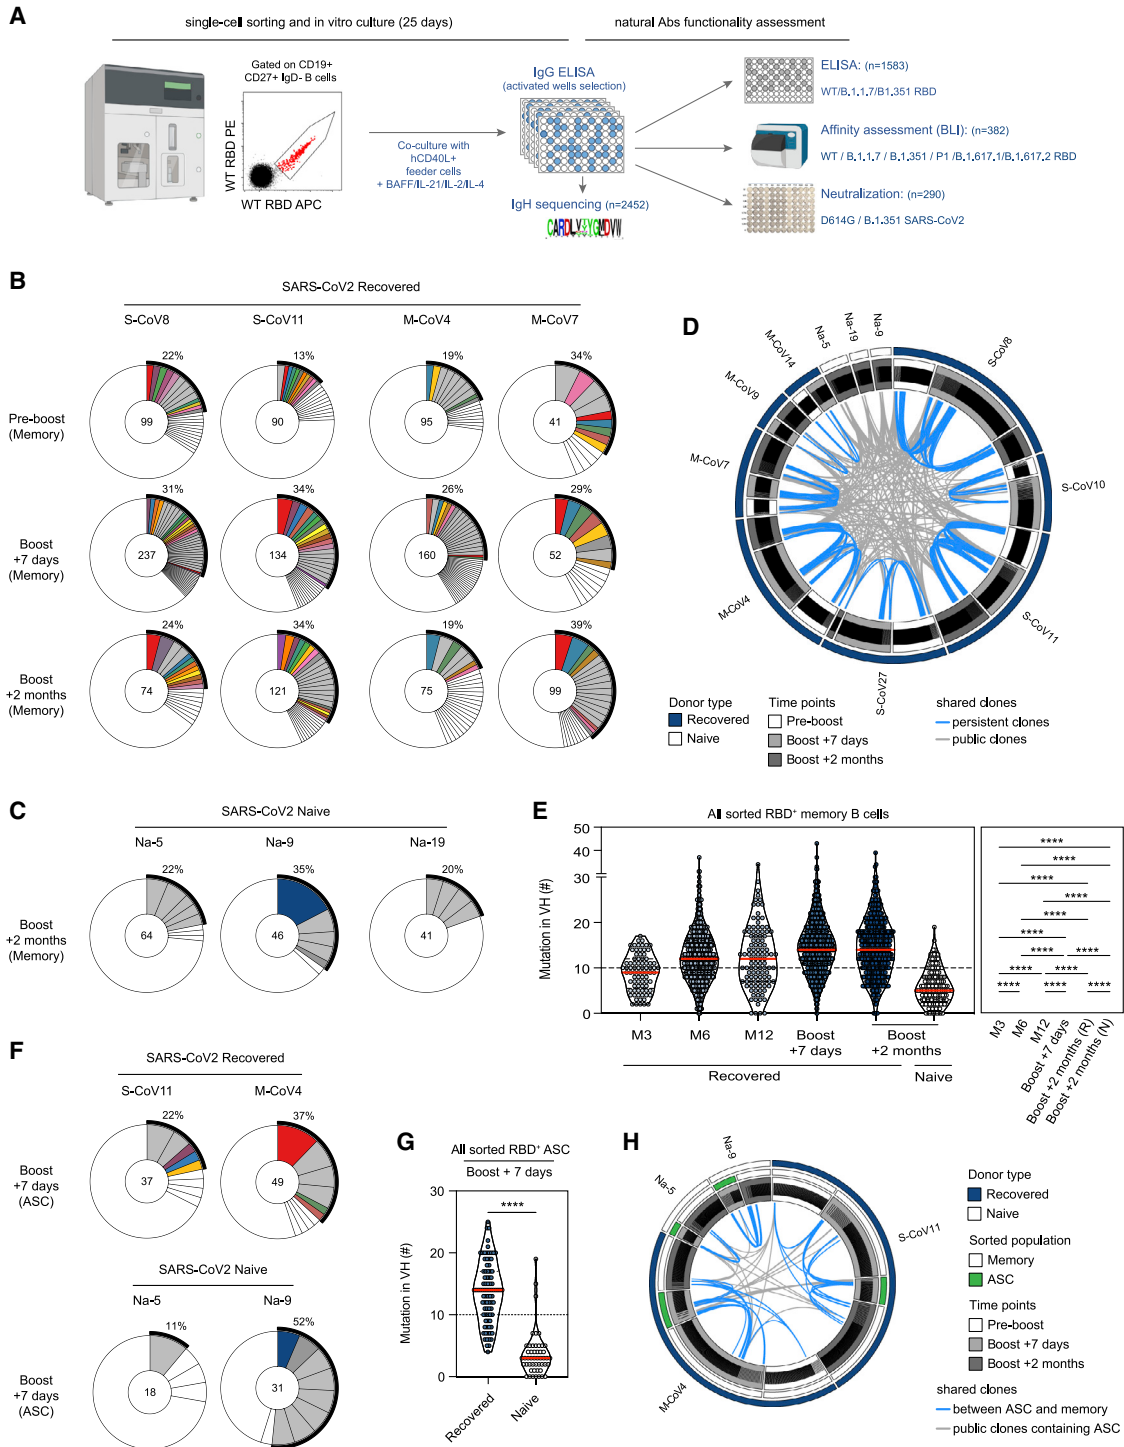 A
single-cell sorting and in vitro culture (25 days)
natural Abs functionality assessment
Gated on CD19+
CD27+ IgD- B cells
WT RBD PE
WT RBD APC
Co-culture with
hCD40L+
feeder cells
+ BAFF/IL-21/IL-2/IL-4
IgG ELISA
(activated wells selection)
IgH sequencing (n=2452)
ELISA: (n=1583)
WT/B.1.1.7/B1.351 RBD
Affinity assessment (BLI): (n=382)
WT / B.1.1.7 / B.1.351 / P1 /B.1.617.1/B.1.617.2 RBD
Neutralization: (n=290)
D614G / B.1.351 SARS-CoV2
B
SARS-CoV2 Recovered
S-CoV8
S-CoV11
M-CoV4
M-CoV7
Pre-boost
(Memory)
22%
99
13%
90
19%
95
34%
41
Boost
+7 days
(Memory)
31%
237
34%
134
26%
160
29%
52
Boost
+2 months
(Memory)
24%
74
34%
121
19%
75
39%
99
C
SARS-CoV2 Naive
Na-5
Na-9
Na-19
Boost
+2 months
(Memory)
22%
64
35%
46
20%
41
D
M-CoV14
Na-5
Na-19
Na-9
S-CoV8
M-CoV9
M-CoV7
S-CoV10
M-CoV4
S-CoV11
S-CoV27
Donor type
Recovered
Naive
Time points
Pre-boost
Boost +7 days
Boost +2 months
shared clones
persistent clones
public clones
E
All sorted RBD+ memory B cells
Mutation in VH (#)
50
40
30
20
10
0
M3
M6
M12
Boost
+7 days
Boost
+2 months
Recovered
Naive
****
****
****
****
****
****
**** ****
**** ****
**** **** ****
M3
M6
M12
Boost +7 days
Boost +2 months (R)
Boost +2 months (N)
F
SARS-CoV2 Recovered
S-CoV11
M-CoV4
Boost
+7 days
(ASC)
22%
37
37%
49
SARS-CoV2 Naive
Na-5
Na-9
Boost
+7 days
(ASC)
11%
18
52%
31
G
All sorted RBD+ ASC
Boost + 7 days
Mutation in VH (#)
30
20
10
0
****
Recovered
Naive
H
Na-9
Na-5
S-CoV11
M-CoV4
Donor type
Recovered
Naive
Sorted population
Memory
ASC
Time points
Pre-boost
Boost +7 days
Boost +2 months
shared clones
between ASC and memory
public clones containing ASC